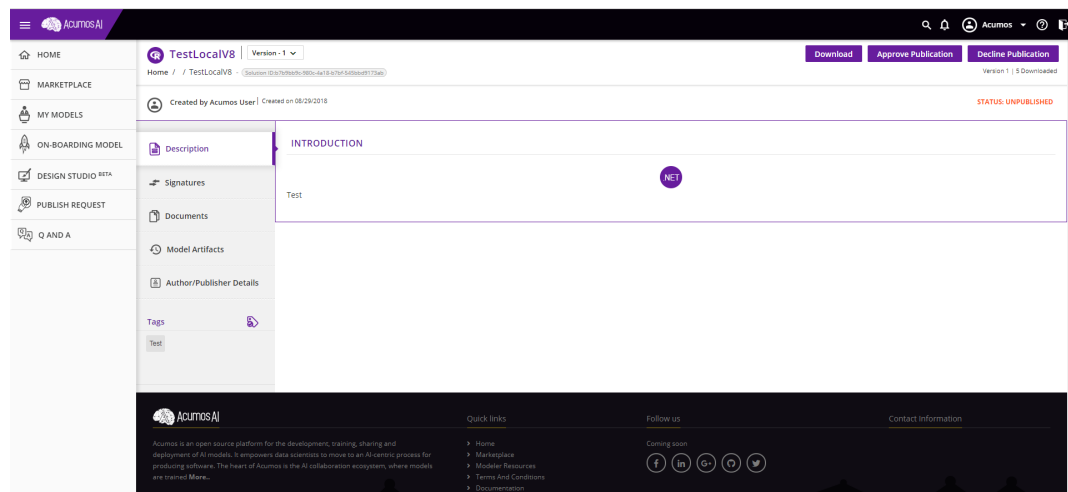 Acumos AI
Acumos
HOME
MARKETPLACE
MY MODELS
ON-BOARDING MODEL
DESIGN STUDIO BETA
PUBLISH REQUEST
Q AND A
R TestLocalV8 Version - 1
Download Approve Publication Decline Publication
Home / / TestLocalV8 -
Version 1 | 5 Downloaded
Created by Acumos User Created on 08/29/2018
STATUS: UNPUBLISHED
Description
Signatures
Documents
Model Artifacts
Author/Publisher Details
Tags
Test
INTRODUCTION
NET
Test
Acumos AI
Acumos is an open source platform for the development, training, sharing and
deployment of AI models. It empowers data scientists to move to an AI-centric process for
producing software. The heart of Acumos is the AI collaboration ecosystem, where models
are trained More..
Quick links
Home
Marketplace
Modeler Resources
Terms And Conditions
Documentation
Follow us
Coming soon
f in G+
Contact Information